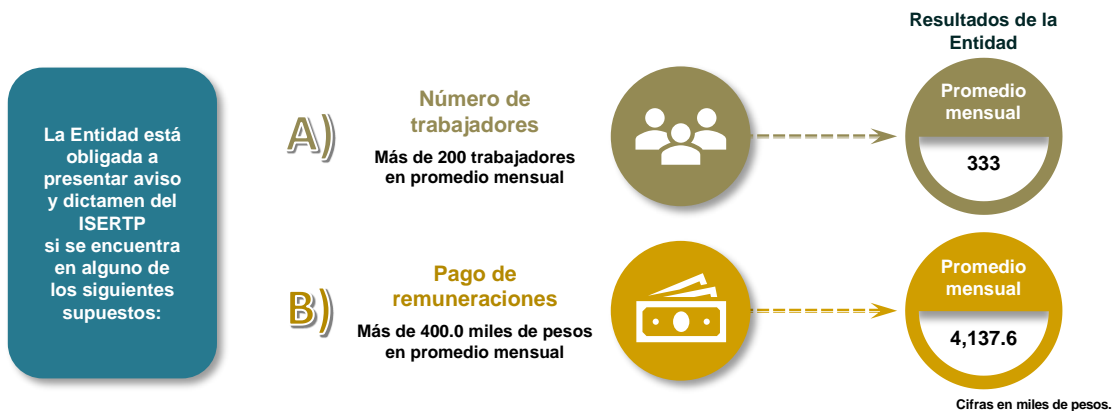 La Entidad está
obligada a
presentar aviso
y dictamen del
ISERTP
si se encuentra
en alguno de
los siguientes
supuestos:
Resultados de la
Entidad
A)
Número de
trabajadores
Más de 200 trabajadores
en promedio mensual
Promedio
mensual
333
B)
Pago de
remuneraciones
Más de 400.0 miles de pesos
en promedio mensual
Promedio
mensual
4,137.6
Cifras en miles de pesos.